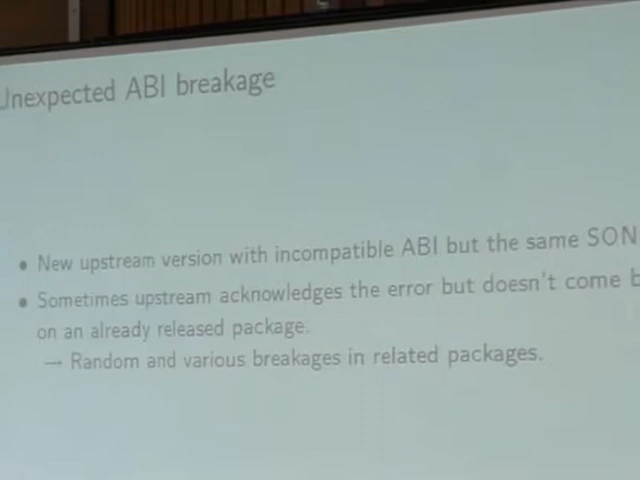 Unexpected ABI breakage
• New upstream version with incompatible ABI but the same SON
• Sometimes upstream acknowledges the error but doesn't come b
on an already released package.
→ Random and various breakages in related packages.